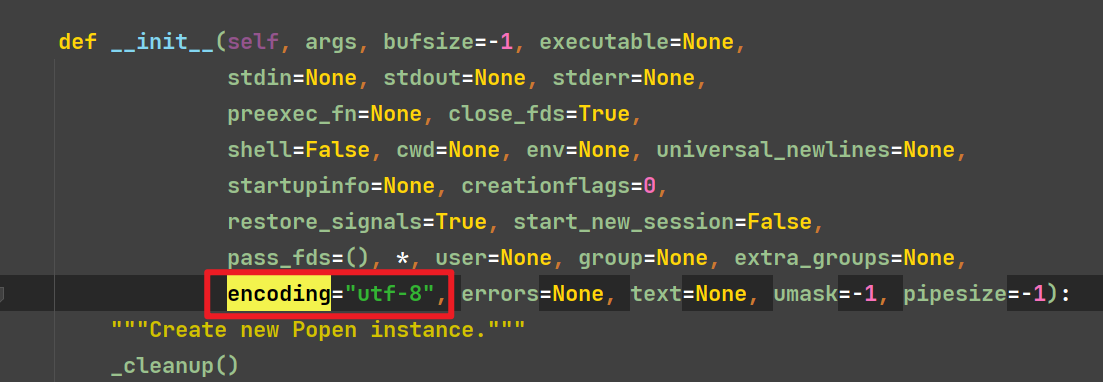 def __init__(self, args, bufsize=-1, executable=None,
stdin=None, stdout=None, stderr=None,
preexec_fn=None, close_fds=True,
shell=False, cwd=None, env=None, universal_newlines=None,
startupinfo=None, creationflags=0,
restore_signals=True, start_new_session=False,
pass_fds=(), *, user=None, group=None, extra_groups=None,
encoding="utf-8", errors=None, text=None, umask=-1, pipesize=-1):
"""Create new Popen instance."""
_cleanup()